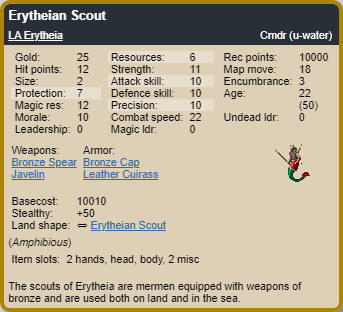 Erytheian Scout
LA Erytheia Cmdr (u-water)
Gold: 25 Resources: 6 Rec points: 10000
Hit points: 12 Strength: 11 Map move: 18
Size: 2 Attack skill: 10 Encumbrance: 3
Protection: 7 Defence skill: 10 Age: 22
Magic res: 12 Precision: 10 (50)
Morale: 10 Combat speed: 22 Undead ldr: 0
Leadership: 0 Magic ldr: 0
Weapons: Armor:
Bronze Spear Bronze Cap
Javelin Leather Cuirass
Basecost: 10010
Stealthy: +50
Land shape: ⇔ Erytheian Scout
(Amphibious)
Item slots: 2 hands, head, body, 2 misc
The scouts of Erytheia are mermen equipped with weapons of
bronze and are used both on land and in the sea.